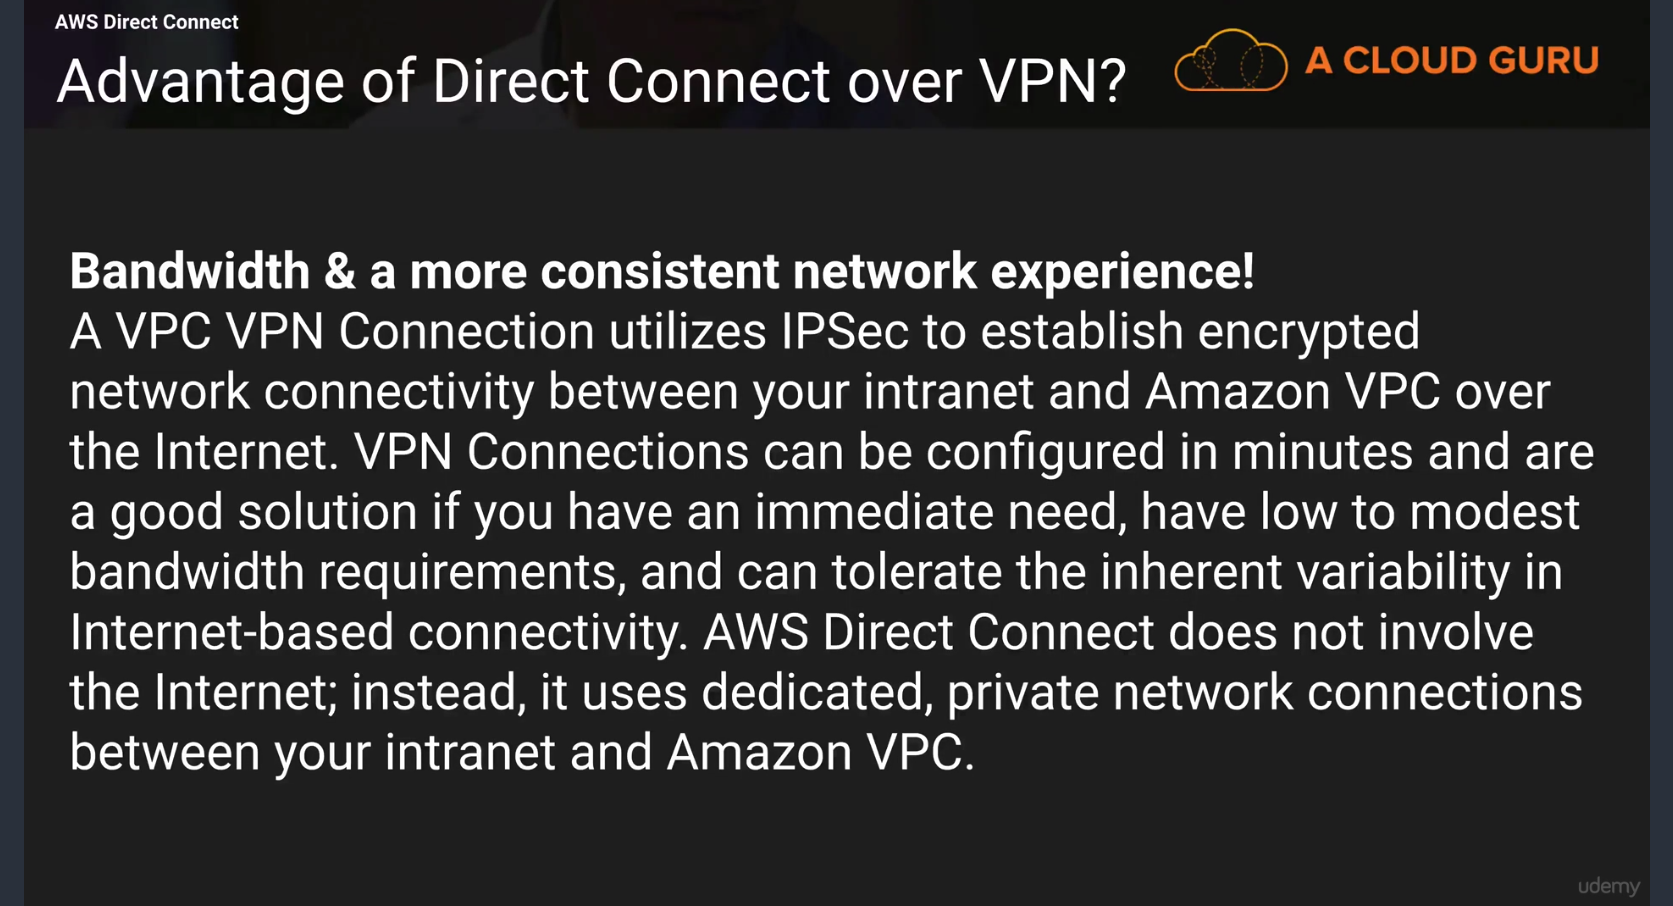 AWS Direct Connect
Advantage of Direct Connect over VPN?
A CLOUD GURU
Bandwidth & a more consistent network experience!
A VPC VPN Connection utilizes IPSec to establish encrypted
network connectivity between your intranet and Amazon VPC over
the Internet. VPN Connections can be configured in minutes and are
a good solution if you have an immediate need, have low to modest
bandwidth requirements, and can tolerate the inherent variability in
Internet-based connectivity. AWS Direct Connect does not involve
the Internet; instead, it uses dedicated, private network connections
between your intranet and Amazon VPC.
udemy